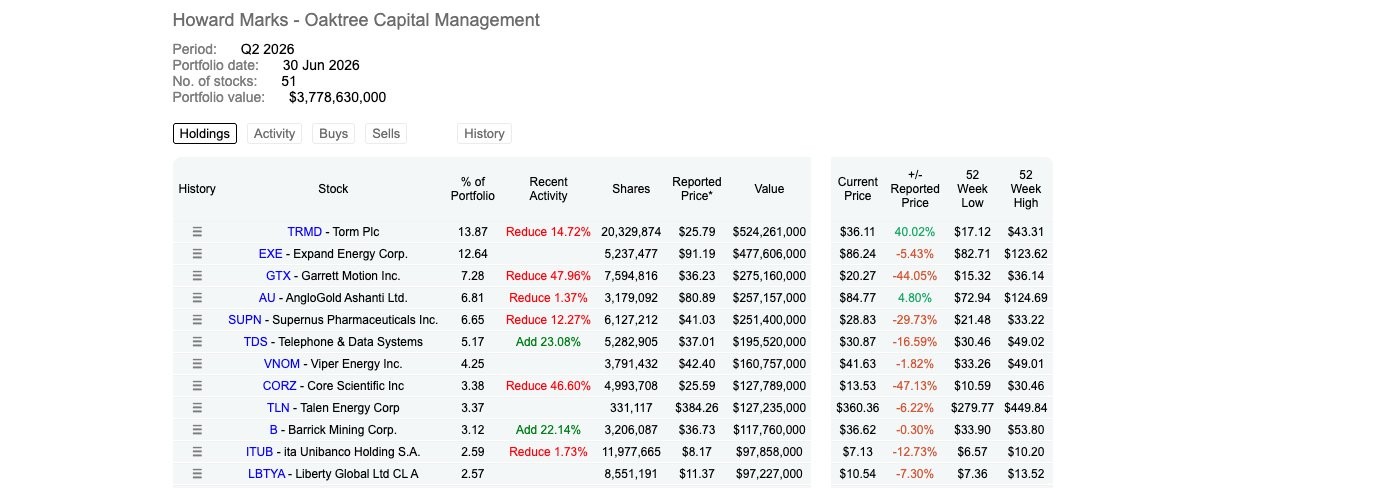 Howard Marks - Oaktree Capital Management
Period: Q2 2026
Portfolio date: 30 Jun 2026
No. of stocks: 51
Portfolio value: $3,778,630,000
Holdings Activity Buys Sells History
History Stock % of Portfolio Recent Activity Shares Reported Price* Value Current Price +/- Reported Price 52 Week Low 52 Week High
≡ TRMD - Torm Plc 13.87 Reduce 14.72% 20,329,874 $25.79 $524,261,000 $36.11 40.02% $17.12 $43.31
≡ EXE - Expand Energy Corp. 12.64 5,237,477 $91.19 $477,606,000 $86.24 -5.43% $82.71 $123.62
≡ GTX - Garrett Motion Inc. 7.28 Reduce 47.96% 7,594,816 $36.23 $275,160,000 $20.27 -44.05% $15.32 $36.14
≡ AU - AngloGold Ashanti Ltd. 6.81 Reduce 1.37% 3,179,092 $80.89 $257,157,000 $84.77 4.80% $72.94 $124.69
≡ SUPN - Supernus Pharmaceuticals Inc. 6.65 Reduce 12.27% 6,127,212 $41.03 $251,400,000 $28.83 -29.73% $21.48 $33.22
≡ TDS - Telephone & Data Systems 5.17 Add 23.08% 5,282,905 $37.01 $195,520,000 $30.87 -16.59% $30.46 $49.02
≡ VNOM - Viper Energy Inc. 4.25 3,791,432 $42.40 $160,757,000 $41.63 -1.82% $33.26 $49.01
≡ CORZ - Core Scientific Inc 3.38 Reduce 46.60% 4,993,708 $25.59 $127,789,000 $13.53 -47.13% $10.59 $30.46
≡ TLN - Talen Energy Corp 3.37 331,117 $384.26 $127,235,000 $360.36 -6.22% $279.77 $449.84
≡ B - Barrick Mining Corp. 3.12 Add 22.14% 3,206,087 $36.73 $117,760,000 $36.62 -0.30% $33.90 $53.80
≡ ITUB - ita Unibanco Holding S.A. 2.59 Reduce 1.73% 11,977,665 $8.17 $97,858,000 $7.13 -12.73% $6.57 $10.20
≡ LBTYA - Liberty Global Ltd CL A 2.57 8,551,191 $11.37 $97,227,000 $10.54 -7.30% $7.36 $13.52